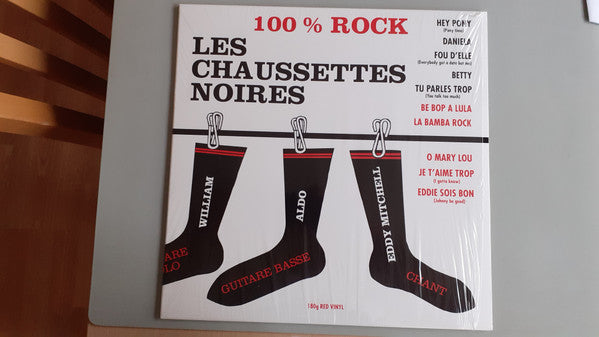 100 % ROCK
LES
CHAUSSETTES
NOIRES
HEY PONY
(Pony time)
DANIELA
FOU D'ELLE
(Everybody got a date but me)
BETTY
TU PARLES TROP
(You talk too much)
BE BOP A LULA
LA BAMBA ROCK
O MARY LOU
JE T'AIME TROP
(I gotta know)
EDDIE SOIS BON
(Johnny be good)
WILLIAM
ALDO
EDDY MITCHELL
GUITARE BASSE
CHANT
180g RED VINYL